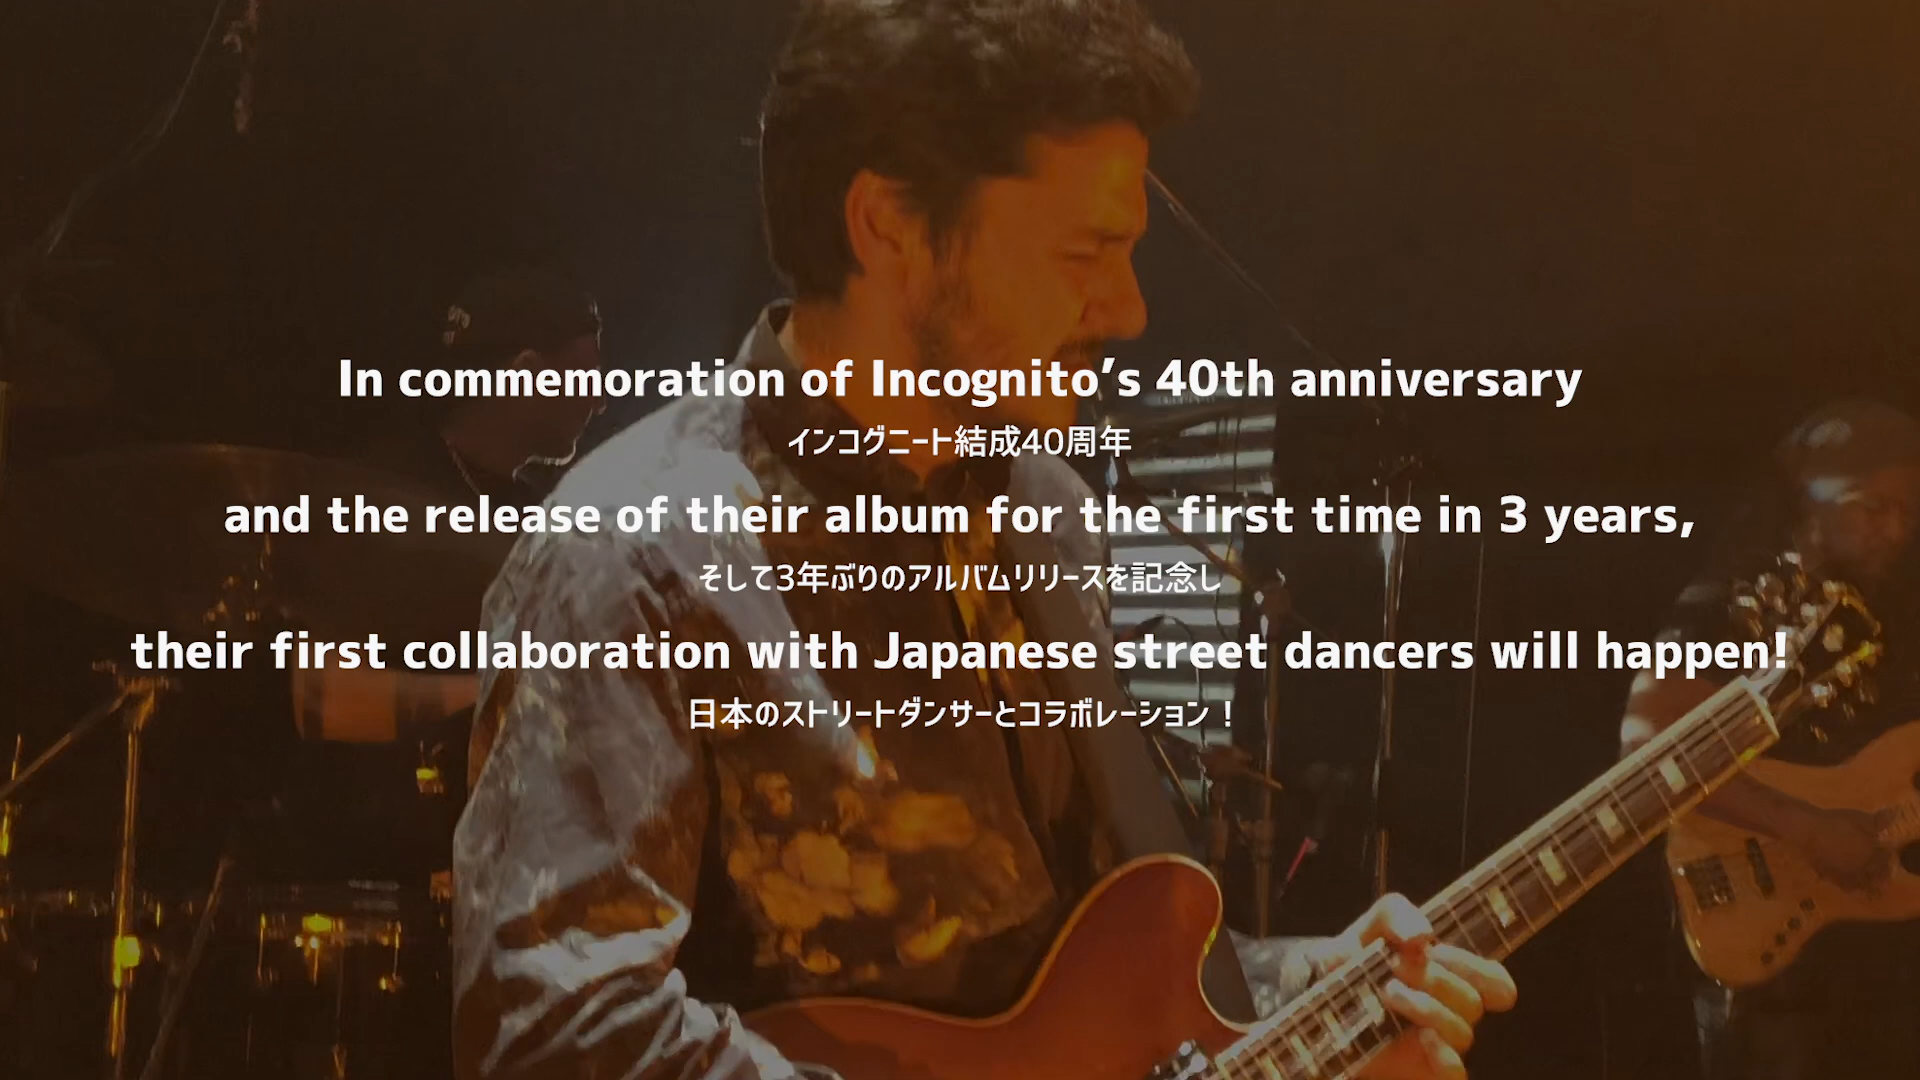 In commemoration of Incognito’s 40th anniversary
インコグニート結成40周年
and the release of their album for the first time in 3 years,
そして3年ぶりのアルバムリリースを記念し
their first collaboration with Japanese street dancers will happen!
日本のストリートダンサーとコラボレーション！